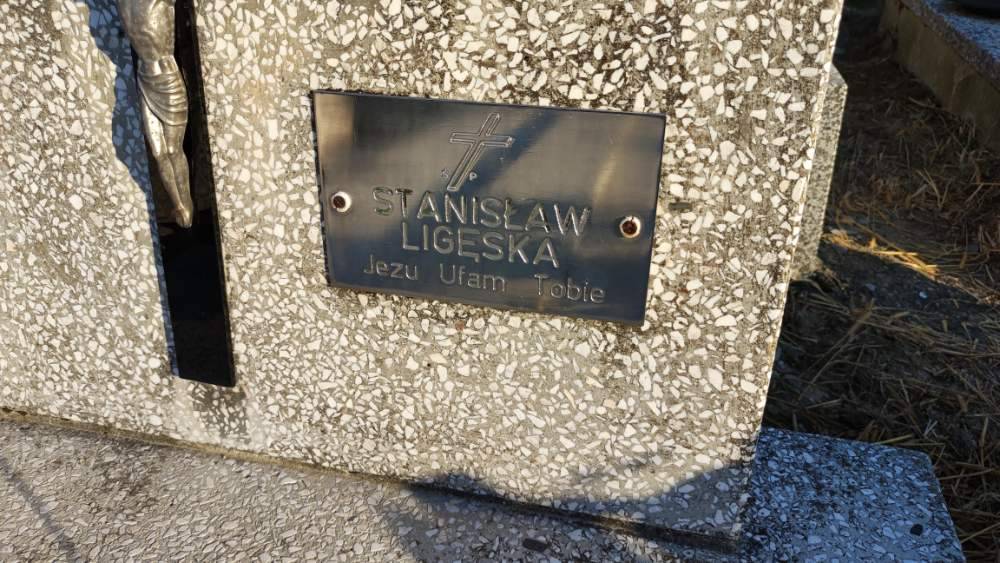 Ś P
STANISŁAW
LIGĘSKA
Jezu Ufam Tobie